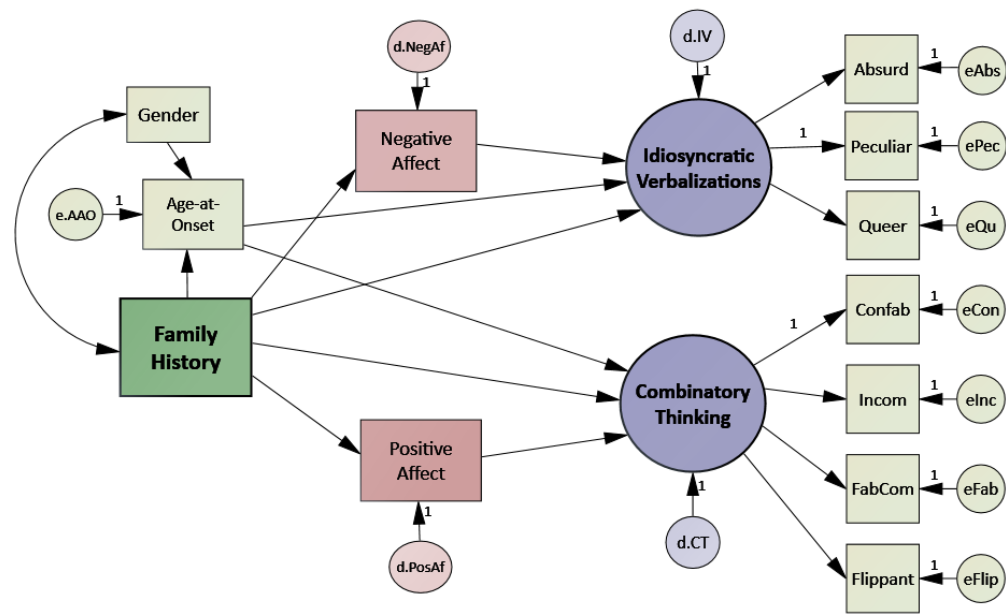 d.NegAf
1
d.IV
1
Absurd
1
eAbs
Gender
Negative
Affect
Idiosyncratic
Verbalizations
1
Peculiar
1
ePec
e.AAO
1
Age-at-
Onset
Queer
1
eQu
Family
History
Confab
1
eCon
1
Combinatory
Thinking
Incom
1
eInc
Positive
Affect
FabCom
1
eFab
1
d.PosAf
1
d.CT
Flippant
1
eFlip